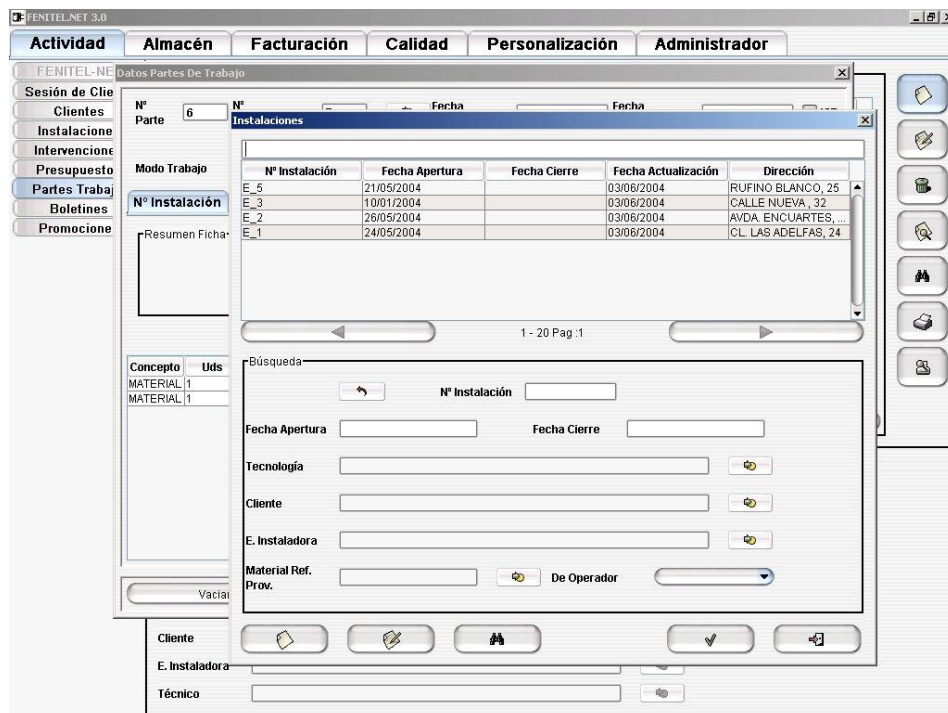 FENITEL.NET 3.0
Actividad Almacén Facturación Calidad Personalización Administrador
FENITEL-NE
Datos Partes De Trabajo
Sesión de Clie
Clientes
Instalacione
Intervencione
Presupuesto
Partes Trabaj
Boletines
Promocione
Nº Parte 6 Nº Fecha Fecha
Modo Trabajo
Nº Instalación
Resumen Ficha
Concepto Uds
MATERIAL 1
MATERIAL 1
Vaciar
Instalaciones
Nº Instalación Fecha Apertura Fecha Cierre Fecha Actualización Dirección
E_5 21/05/2004 03/06/2004 RUFINO BLANCO, 25
E_3 10/01/2004 03/06/2004 CALLE NUEVA , 32
E_2 26/05/2004 03/06/2004 AVDA. ENCUARTES, ...
E_1 24/05/2004 03/06/2004 CL. LAS ADELFAS, 24
1 - 20 Pag :1
Búsqueda
Nº Instalación
Fecha Apertura Fecha Cierre
Tecnología
Cliente
E. Instaladora
Material Ref. Prov. De Operador
Cliente
E. Instaladora
Técnico